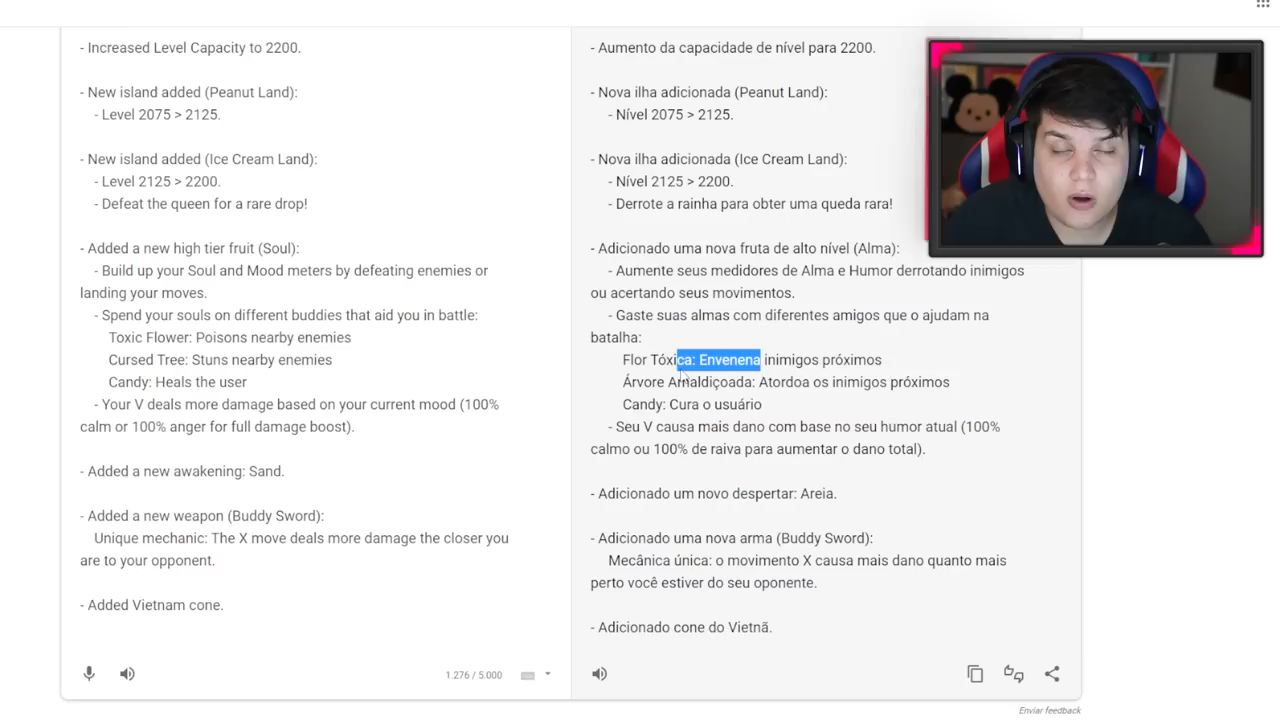 - Increased Level Capacity to 2200.
- New island added (Peanut Land):
- Level 2075 > 2125.
- New island added (Ice Cream Land):
- Level 2125 > 2200.
- Defeat the queen for a rare drop!
- Added a new high tier fruit (Soul):
- Build up your Soul and Mood meters by defeating enemies or
landing your moves.
- Spend your souls on different buddies that aid you in battle:
Toxic Flower: Poisons nearby enemies
Cursed Tree: Stuns nearby enemies
Candy: Heals the user
- Your V deals more damage based on your current mood (100%
calm or 100% anger for full damage boost).
- Added a new awakening: Sand.
- Added a new weapon (Buddy Sword):
Unique mechanic: The X move deals more damage the closer you
are to your opponent.
- Added Vietnam cone.
1.276 / 5.000
- Aumento da capacidade de nível para 2200.
- Nova ilha adicionada (Peanut Land):
- Nível 2075 > 2125.
- Nova ilha adicionada (Ice Cream Land):
- Nível 2125 > 2200.
- Derrote a rainha para obter uma queda rara!
- Adicionado uma nova fruta de alto nível (Alma):
- Aumente seus medidores de Alma e Humor derrotando inimigos
ou acertando seus movimentos.
- Gaste suas almas com diferentes amigos que o ajudam na
batalha:
Flor Tóxica: Envenena inimigos próximos
Árvore Amaldiçoada: Atordoa os inimigos próximos
Candy: Cura o usuário
- Seu V causa mais dano com base no seu humor atual (100%
calmo ou 100% de raiva para aumentar o dano total).
- Adicionado um novo despertar: Areia.
- Adicionado uma nova arma (Buddy Sword):
Mecânica única: o movimento X causa mais dano quanto mais
perto você estiver do seu oponente.
- Adicionado cone do Vietnã.
Enviar feedback